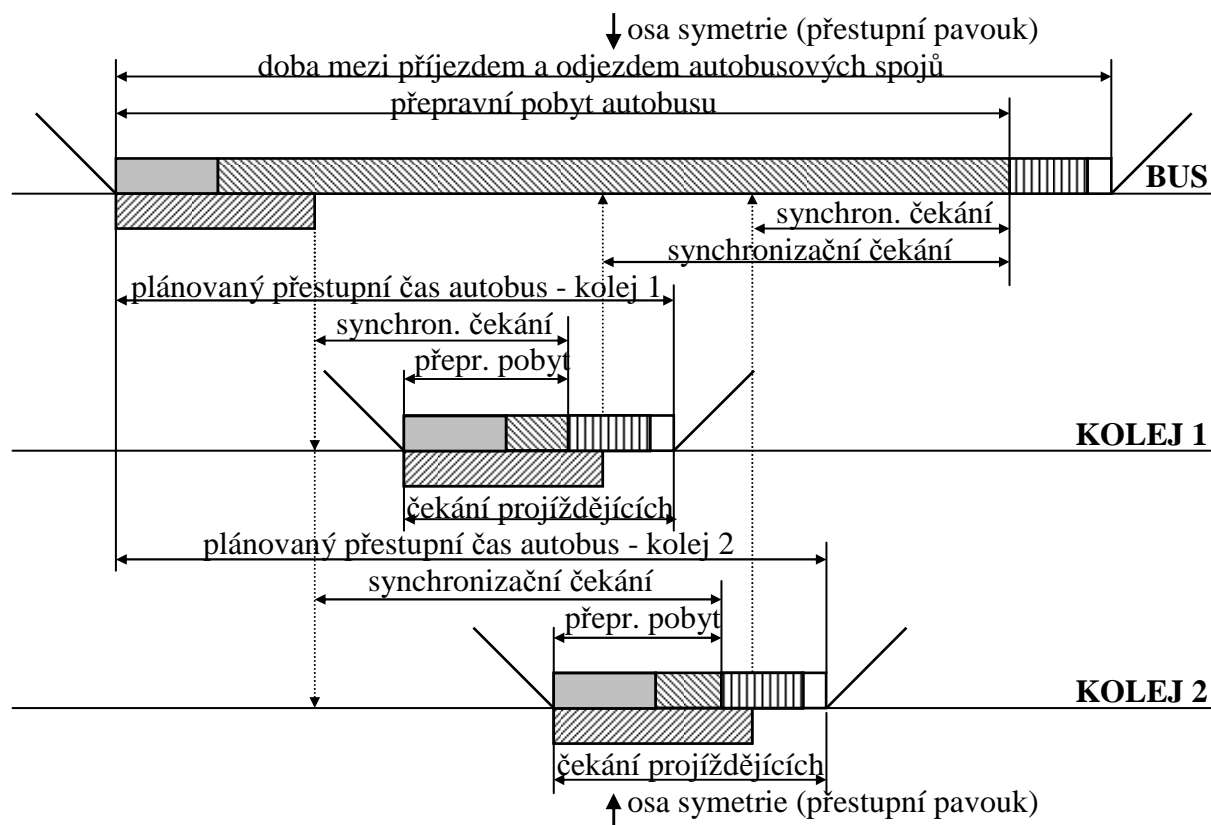 osa symetrie (přestupní pavouk)
doba mezi příjezdem a odjezdem autobusových spojů
přepravní pobyt autobusu
BUS
synchron. čekání
synchronizační čekání
plánovaný přestupní čas autobus - kolej 1
synchron. čekání
přepr. pobyt
KOLEJ 1
čekání projíždějících
plánovaný přestupní čas autobus - kolej 2
synchronizační čekání
přepr. pobyt
KOLEJ 2
čekání projíždějících
osa symetrie (přestupní pavouk)